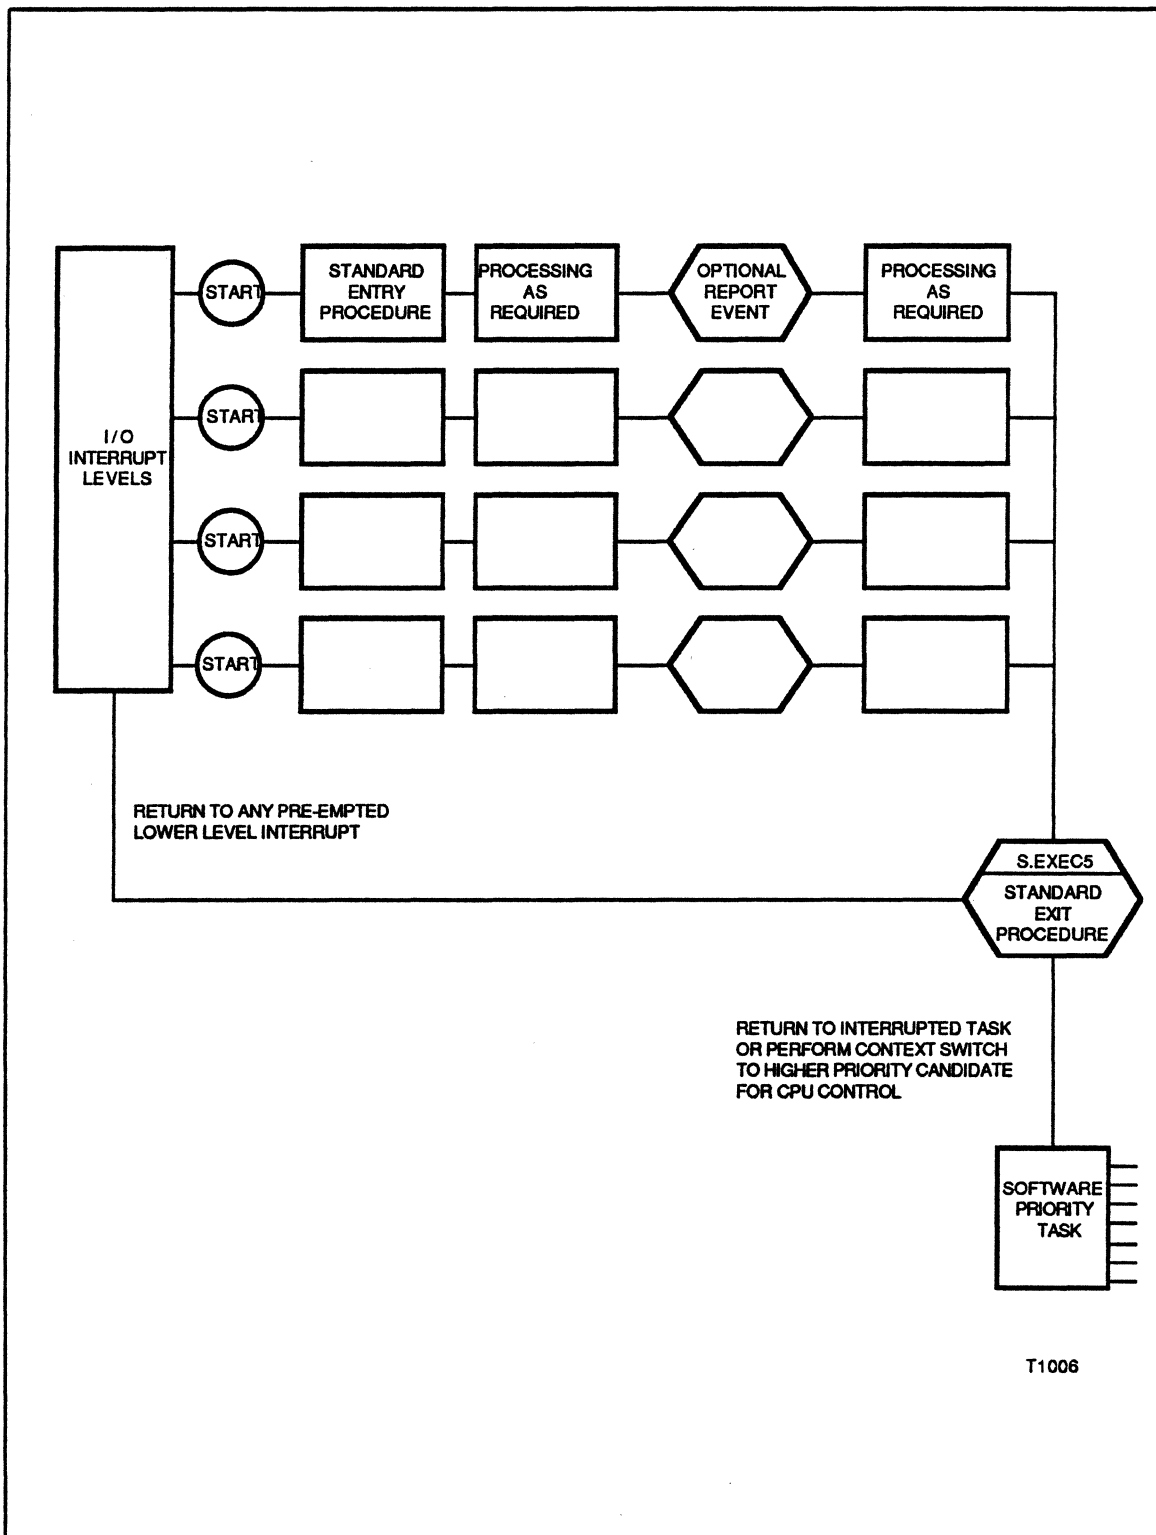 START
STANDARD
ENTRY
PROCEDURE
PROCESSING
AS
REQUIRED
OPTIONAL
REPORT
EVENT
PROCESSING
AS
REQUIRED
I/O
INTERRUPT
LEVELS
START
START
START
RETURN TO ANY PRE-EMPTED
LOWER LEVEL INTERRUPT
S.EXEC5
STANDARD
EXIT
PROCEDURE
RETURN TO INTERRUPTED TASK
OR PERFORM CONTEXT SWITCH
TO HIGHER PRIORITY CANDIDATE
FOR CPU CONTROL
SOFTWARE
PRIORITY
TASK
T1006